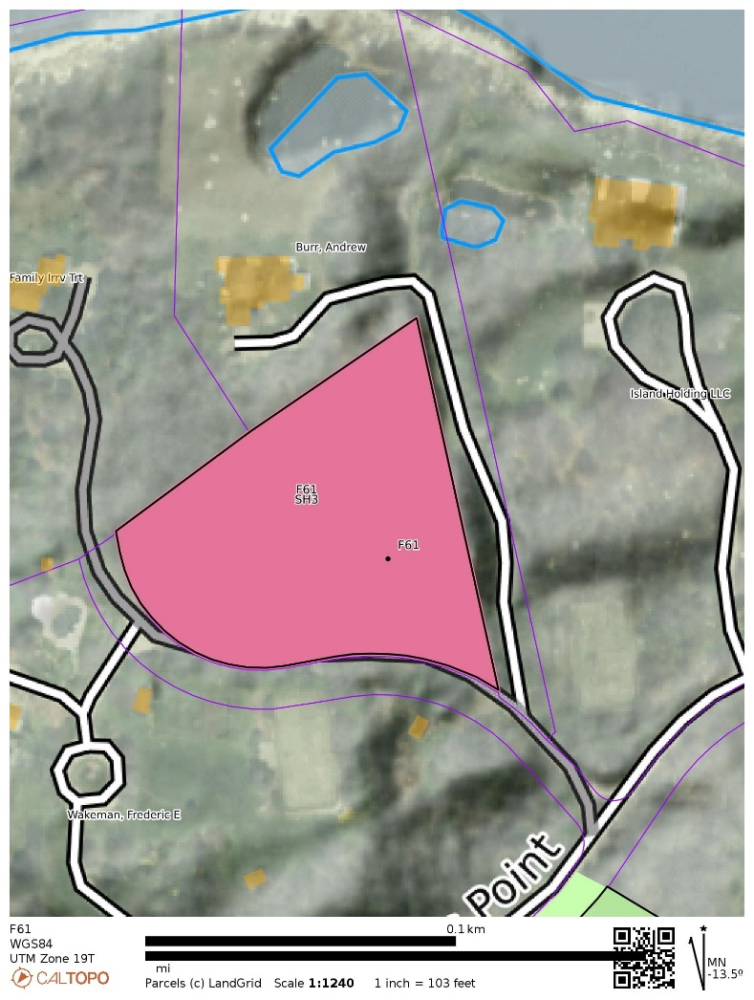 Burr, Andrew
Family Irrv Trt
Island Holding LLC
F61
SH3
F61
Wakeman, Frederic E
Point
F61
WGS84
UTM Zone 19T
CALTOPO
0.1 km
mi
Parcels (c) LandGrid Scale 1:1240 1 inch = 103 feet
MN
-13.5º